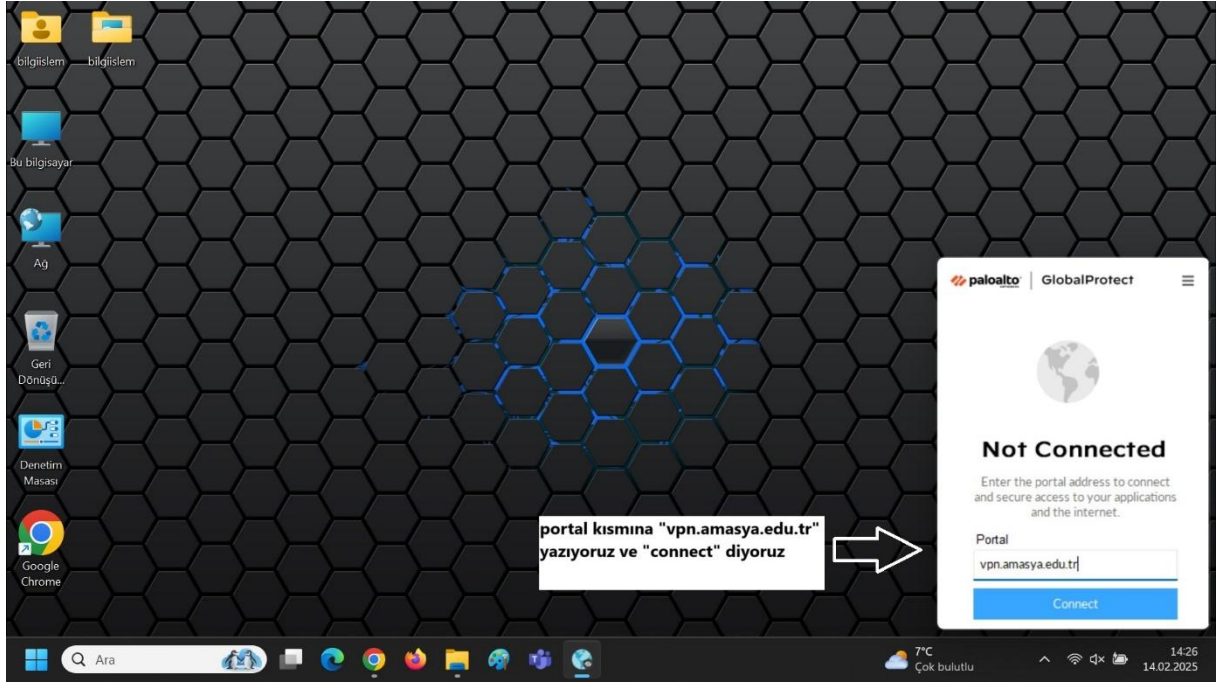 bilgiislem
bilgiislem
Bu bilgisayar
Ağ
Geri
Dönüşü...
Denetim
Masası
Google
Chrome
portal kısmına "vpn.amasya.edu.tr"
yazıyoruz ve "connect" diyoruz
paloalto
GlobalProtect
Not Connected
Enter the portal address to connect
and secure access to your applications
and the internet.
Portal
vpn.amasya.edu.tr
Connect
Ara
7°C
Çok bulutlu
14:26
14.02.2025